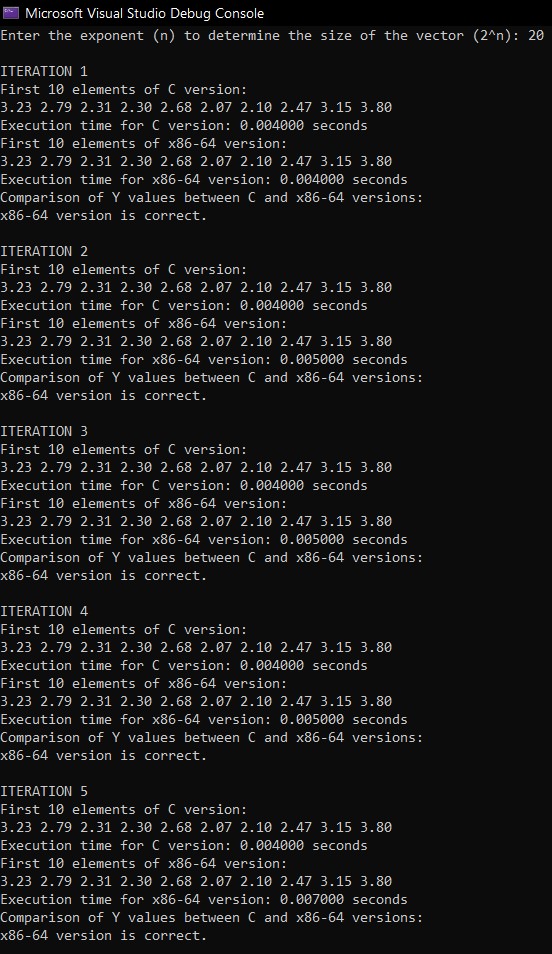 Microsoft Visual Studio Debug Console
Enter the exponent (n) to determine the size of the vector (2^n): 20
ITERATION 1
First 10 elements of C version:
3.23 2.79 2.31 2.30 2.68 2.07 2.10 2.47 3.15 3.80
Execution time for C version: 0.004000 seconds
First 10 elements of x86-64 version:
3.23 2.79 2.31 2.30 2.68 2.07 2.10 2.47 3.15 3.80
Execution time for x86-64 version: 0.004000 seconds
Comparison of Y values between C and x86-64 versions:
x86-64 version is correct.
ITERATION 2
First 10 elements of C version:
3.23 2.79 2.31 2.30 2.68 2.07 2.10 2.47 3.15 3.80
Execution time for C version: 0.004000 seconds
First 10 elements of x86-64 version:
3.23 2.79 2.31 2.30 2.68 2.07 2.10 2.47 3.15 3.80
Execution time for x86-64 version: 0.005000 seconds
Comparison of Y values between C and x86-64 versions:
x86-64 version is correct.
ITERATION 3
First 10 elements of C version:
3.23 2.79 2.31 2.30 2.68 2.07 2.10 2.47 3.15 3.80
Execution time for C version: 0.004000 seconds
First 10 elements of x86-64 version:
3.23 2.79 2.31 2.30 2.68 2.07 2.10 2.47 3.15 3.80
Execution time for x86-64 version: 0.005000 seconds
Comparison of Y values between C and x86-64 versions:
x86-64 version is correct.
ITERATION 4
First 10 elements of C version:
3.23 2.79 2.31 2.30 2.68 2.07 2.10 2.47 3.15 3.80
Execution time for C version: 0.004000 seconds
First 10 elements of x86-64 version:
3.23 2.79 2.31 2.30 2.68 2.07 2.10 2.47 3.15 3.80
Execution time for x86-64 version: 0.005000 seconds
Comparison of Y values between C and x86-64 versions:
x86-64 version is correct.
ITERATION 5
First 10 elements of C version:
3.23 2.79 2.31 2.30 2.68 2.07 2.10 2.47 3.15 3.80
Execution time for C version: 0.004000 seconds
First 10 elements of x86-64 version:
3.23 2.79 2.31 2.30 2.68 2.07 2.10 2.47 3.15 3.80
Execution time for x86-64 version: 0.007000 seconds
Comparison of Y values between C and x86-64 versions:
x86-64 version is correct.